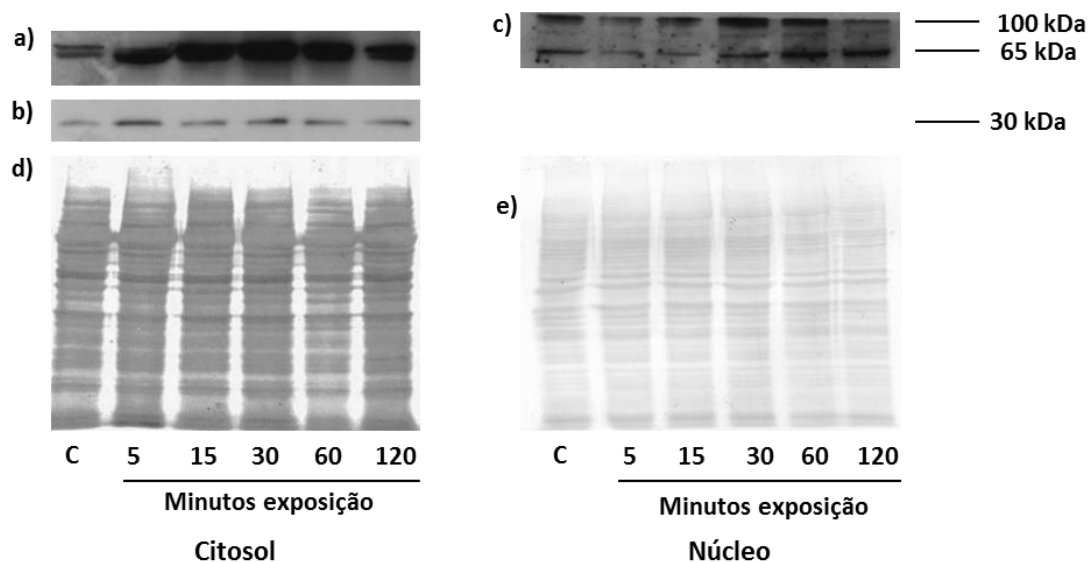 a)
c)
100 kDa
65 kDa
b)
30 kDa
d)
e)
C 5 15 30 60 120
C 5 15 30 60 120
Minutos exposição
Minutos exposição
Citosol
Núcleo